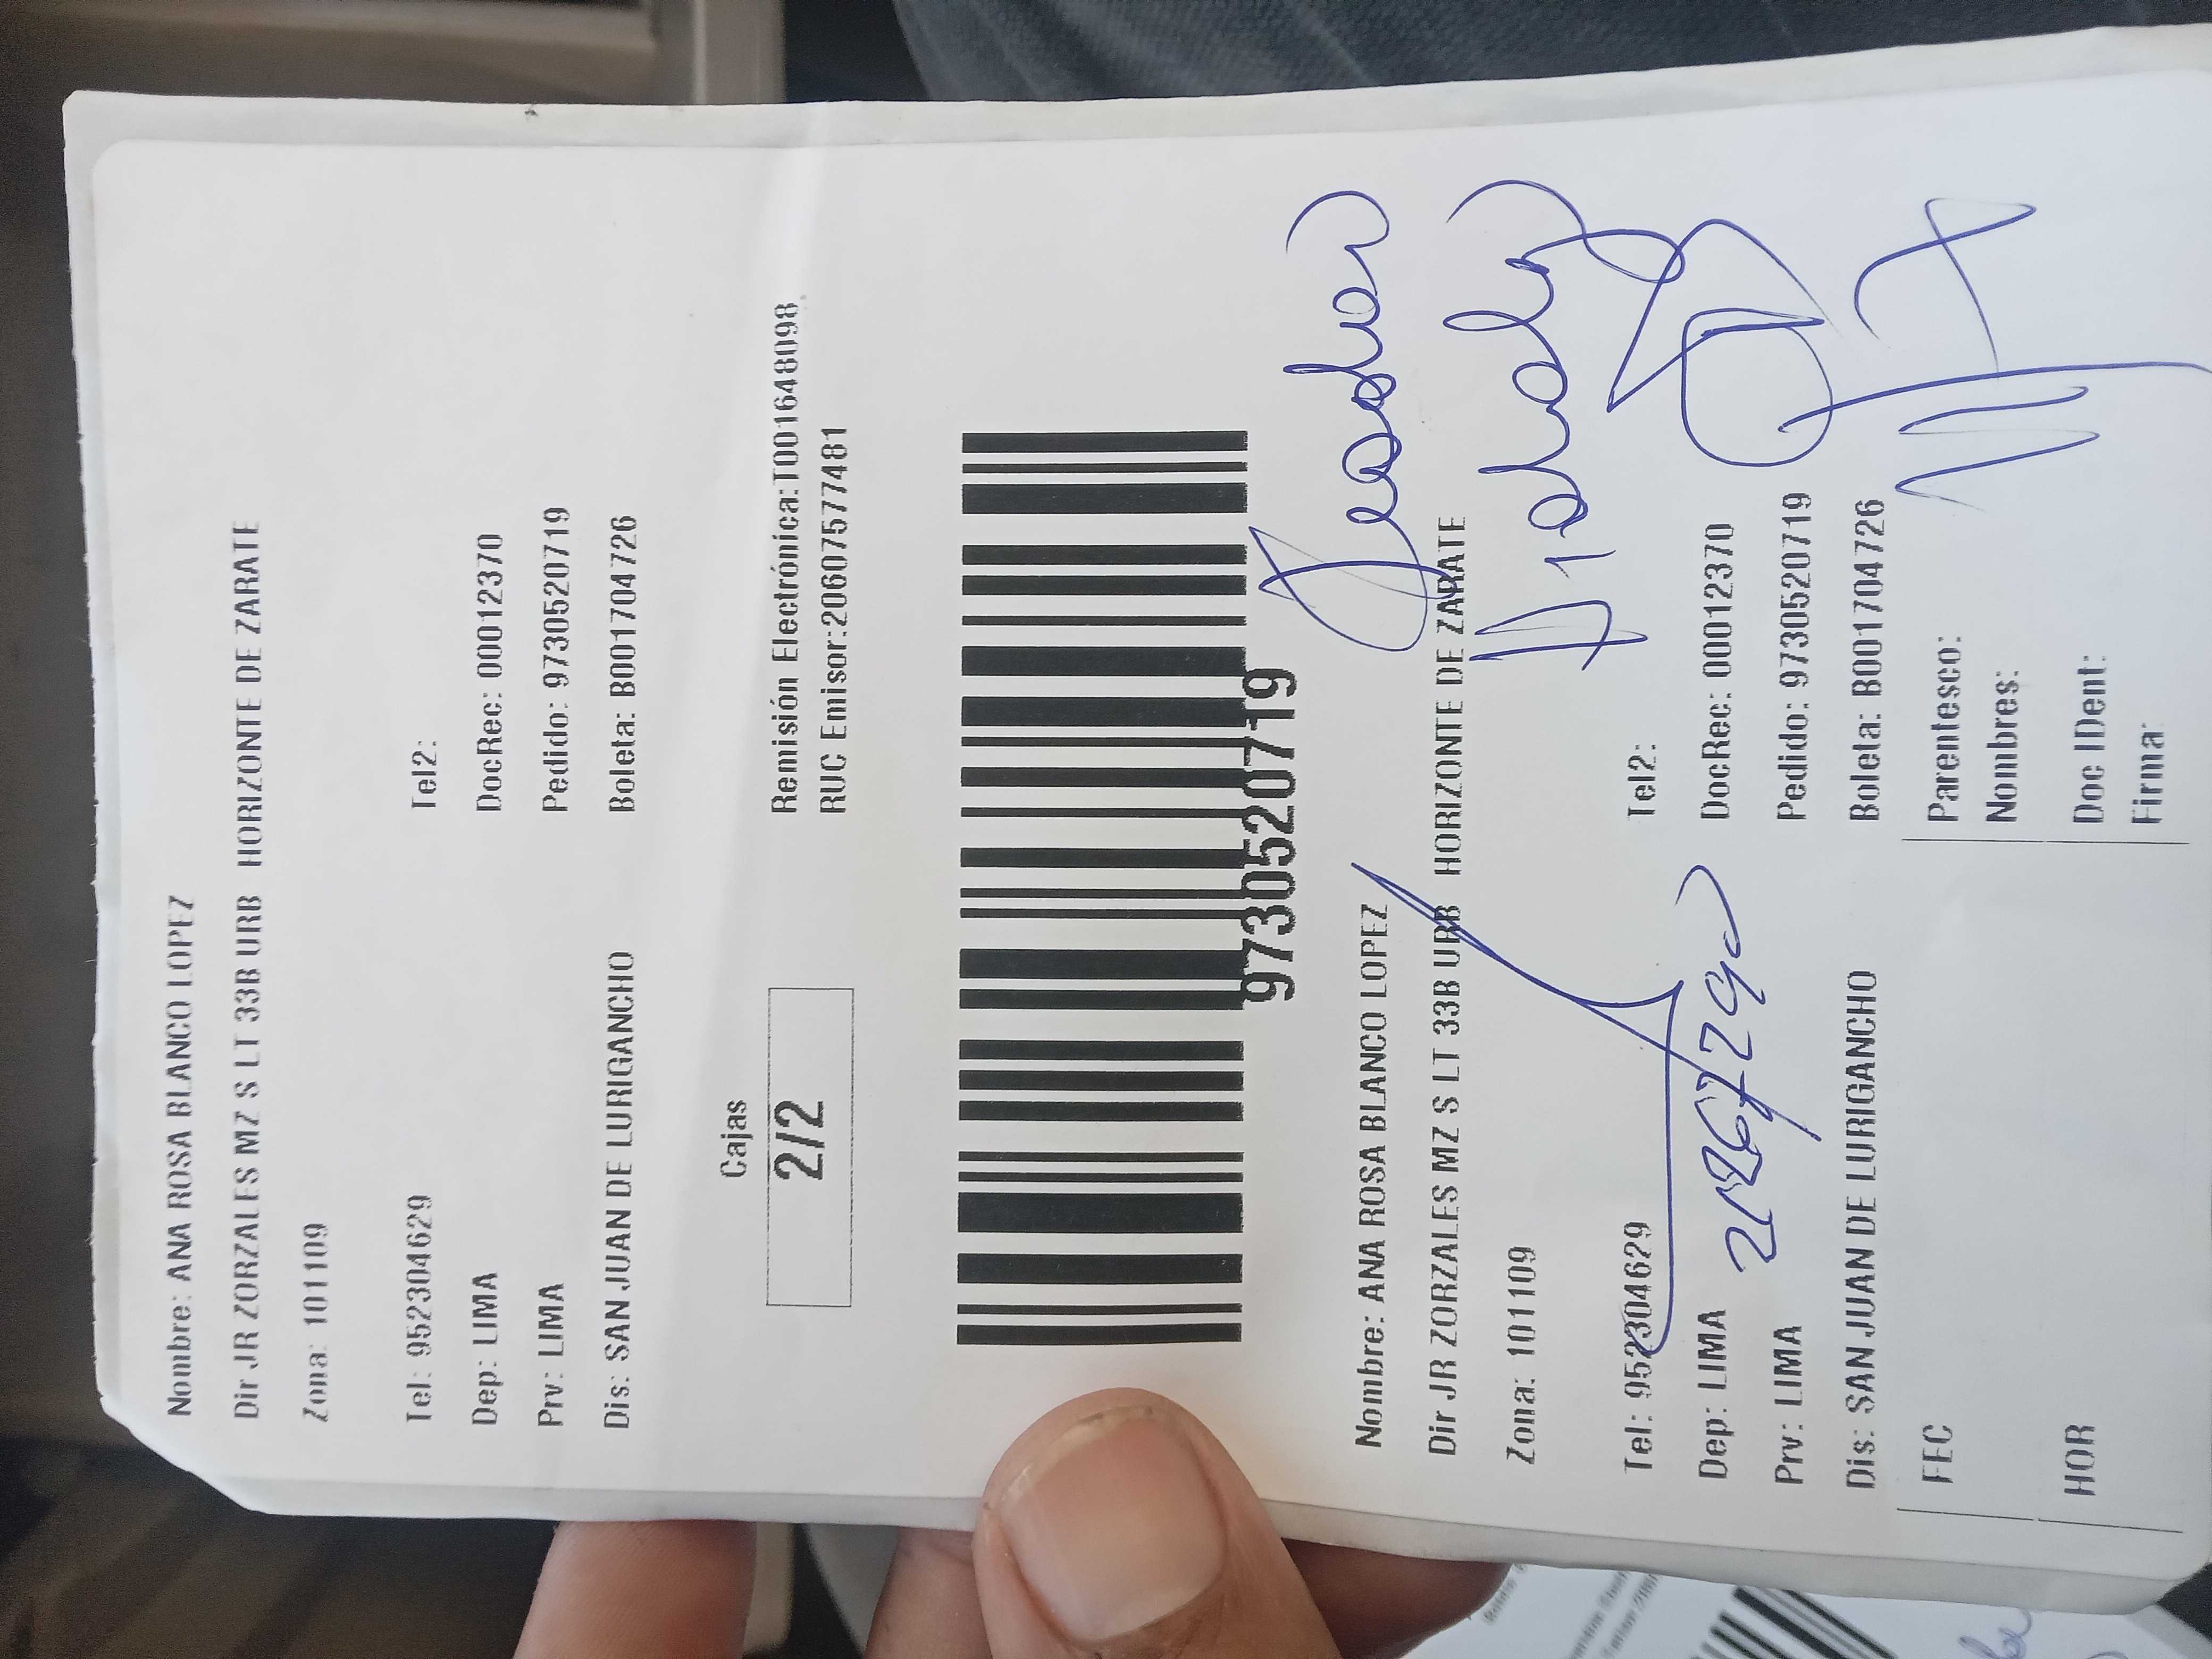 Nombre: ANA ROSA BLANCO LOPEZ
Dir JR ZORZALES MZ S LT 33B URB HORIZONTE DE ZARATE
Zona: 101109
Tel: 952304629 Tel2:
Dep: LIMA DocRec: 00012370
Prv: LIMA Pedido: 9730520719
Dis: SAN JUAN DE LURIGANCHO Boleta: B001704726
Cajas
2/2
Remisión Electrónica:T001648098
RUC Emisor:20607577481
9730520719
Nombre: ANA ROSA BLANCO LOPEZ
Dir JR ZORZALES MZ S LT 33B URB HORIZONTE DE ZARATE
Zona: 101109
Tel: 952304629 Tel2:
Dep: LIMA DocRec: 00012370
Prv: LIMA Pedido: 9730520719
Dis: SAN JUAN DE LURIGANCHO Boleta: B001704726
FEC Parentesco:
Nombres:
HOR Doc IDent:
Firma: